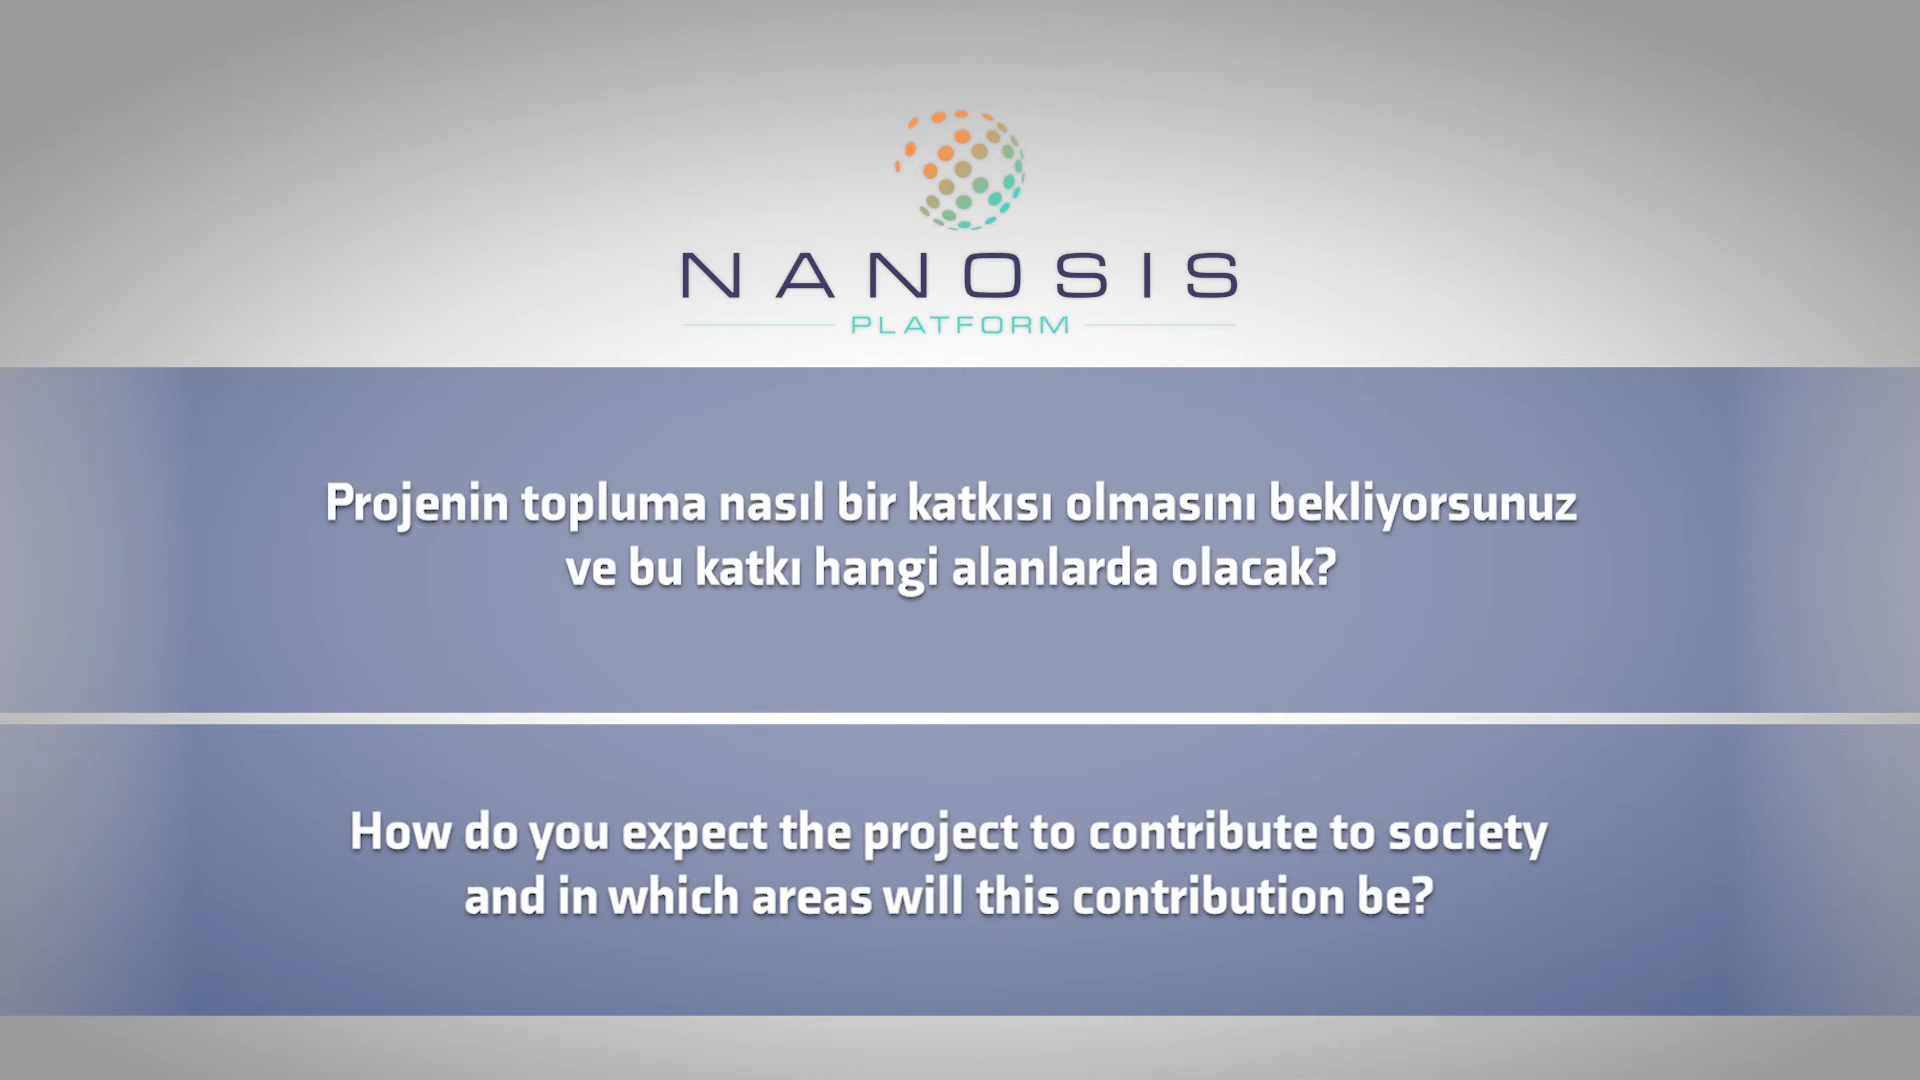 NANOSIS
PLATFORM
Projenin topluma nasıl bir katkısı olmasını bekliyorsunuz
ve bu katkı hangi alanlarda olacak?
How do you expect the project to contribute to society
and in which areas will this contribution be?